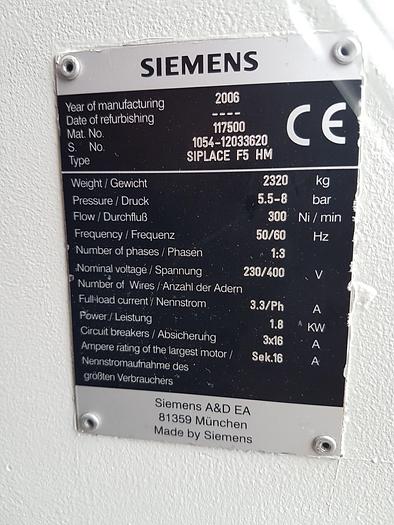 SIEMENS
Year of manufacturing 2006
Date of refurbishing ----
Mat. No. 117500
S. No. 1054-12033620
Type SIPLACE F5 HM
CE
Weight / Gewicht 2320 kg
Pressure / Druck 5.5-8 bar
Flow / Durchfluß 300 Ni / min
Frequency / Frequenz 50/60 Hz
Number of phases / Phasen 1:3
Nominal voltage / Spannung 230/400 V
Number of Wires / Anzahl der Adern
Full-load current / Nennstrom 3.3/Ph A
Power / Leistung 1.8 KW
Circuit breakers / Absicherung 3x16 A
Ampere rating of the largest motor / Sek.16 A
Nennstromaufnahme des
größten Verbrauchers
Siemens A&D EA
81359 München
Made by Siemens